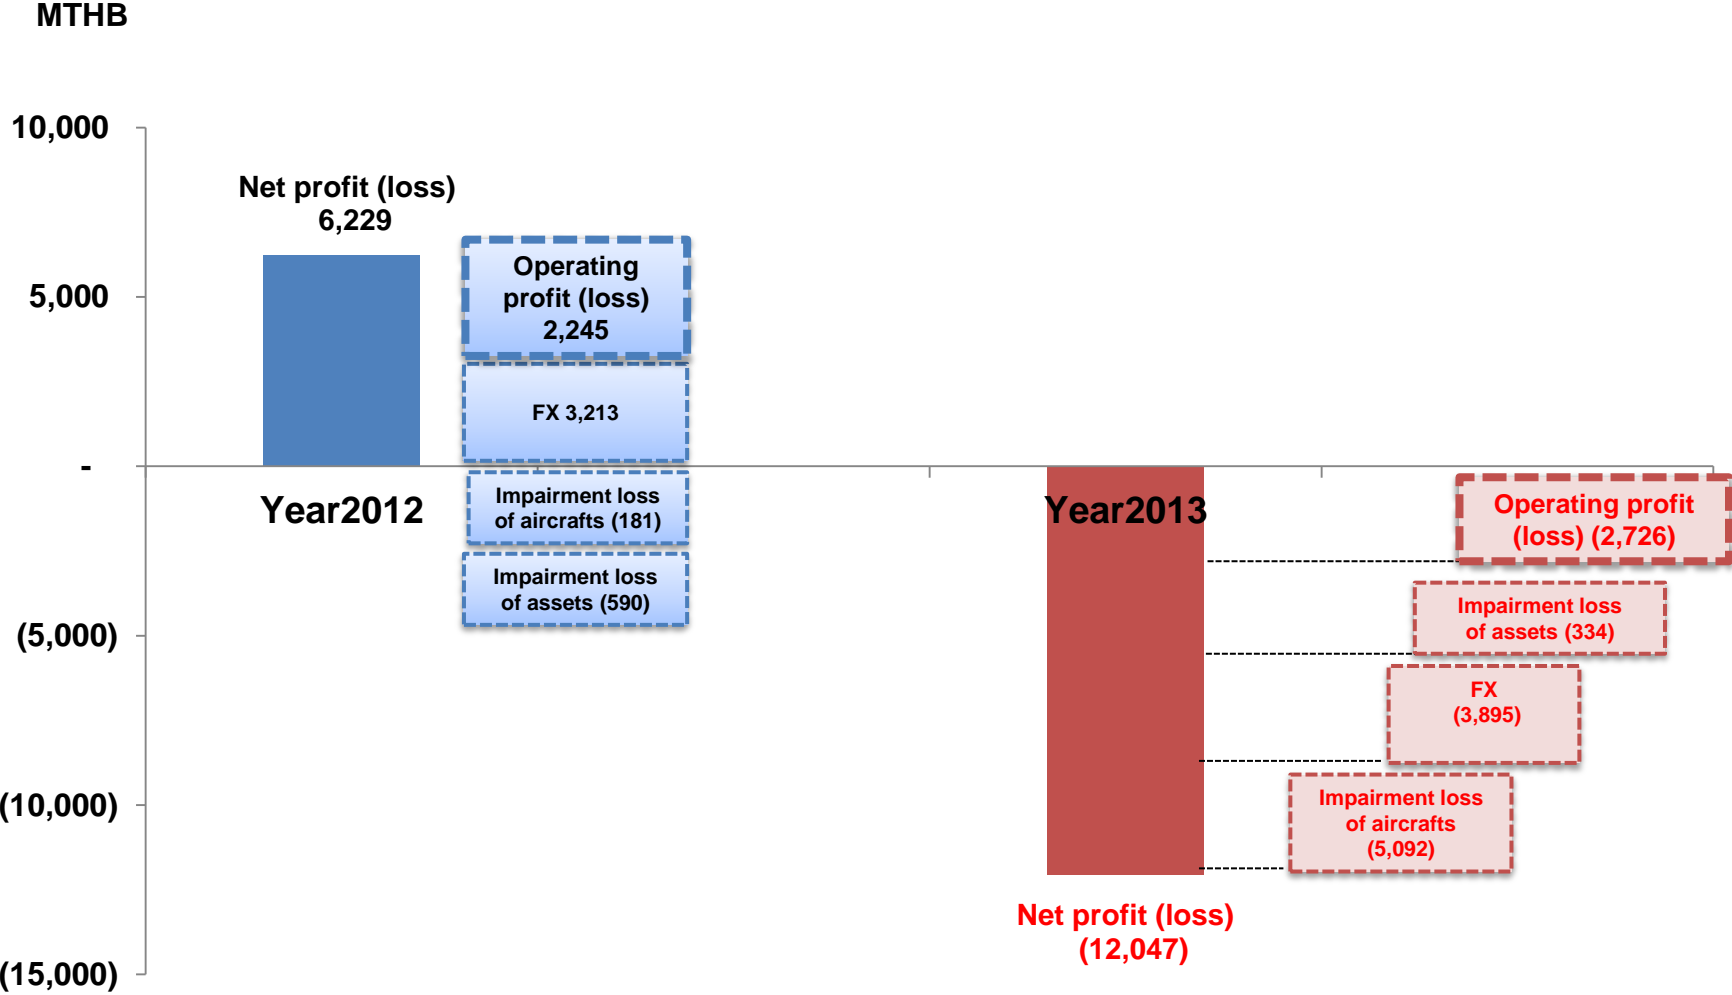 MTHB
10,000
5,000
-
(5,000)
(10,000)
(15,000)
Net profit (loss)
6,229
Operating
profit (loss)
2,245
FX 3,213
Year2012
Impairment loss
of aircrafts (181)
Impairment loss
of assets (590)
Year2013
Operating profit
(loss) (2,726)
Impairment loss
of assets (334)
FX
(3,895)
Impairment loss
of aircrafts
(5,092)
Net profit (loss)
(12,047)